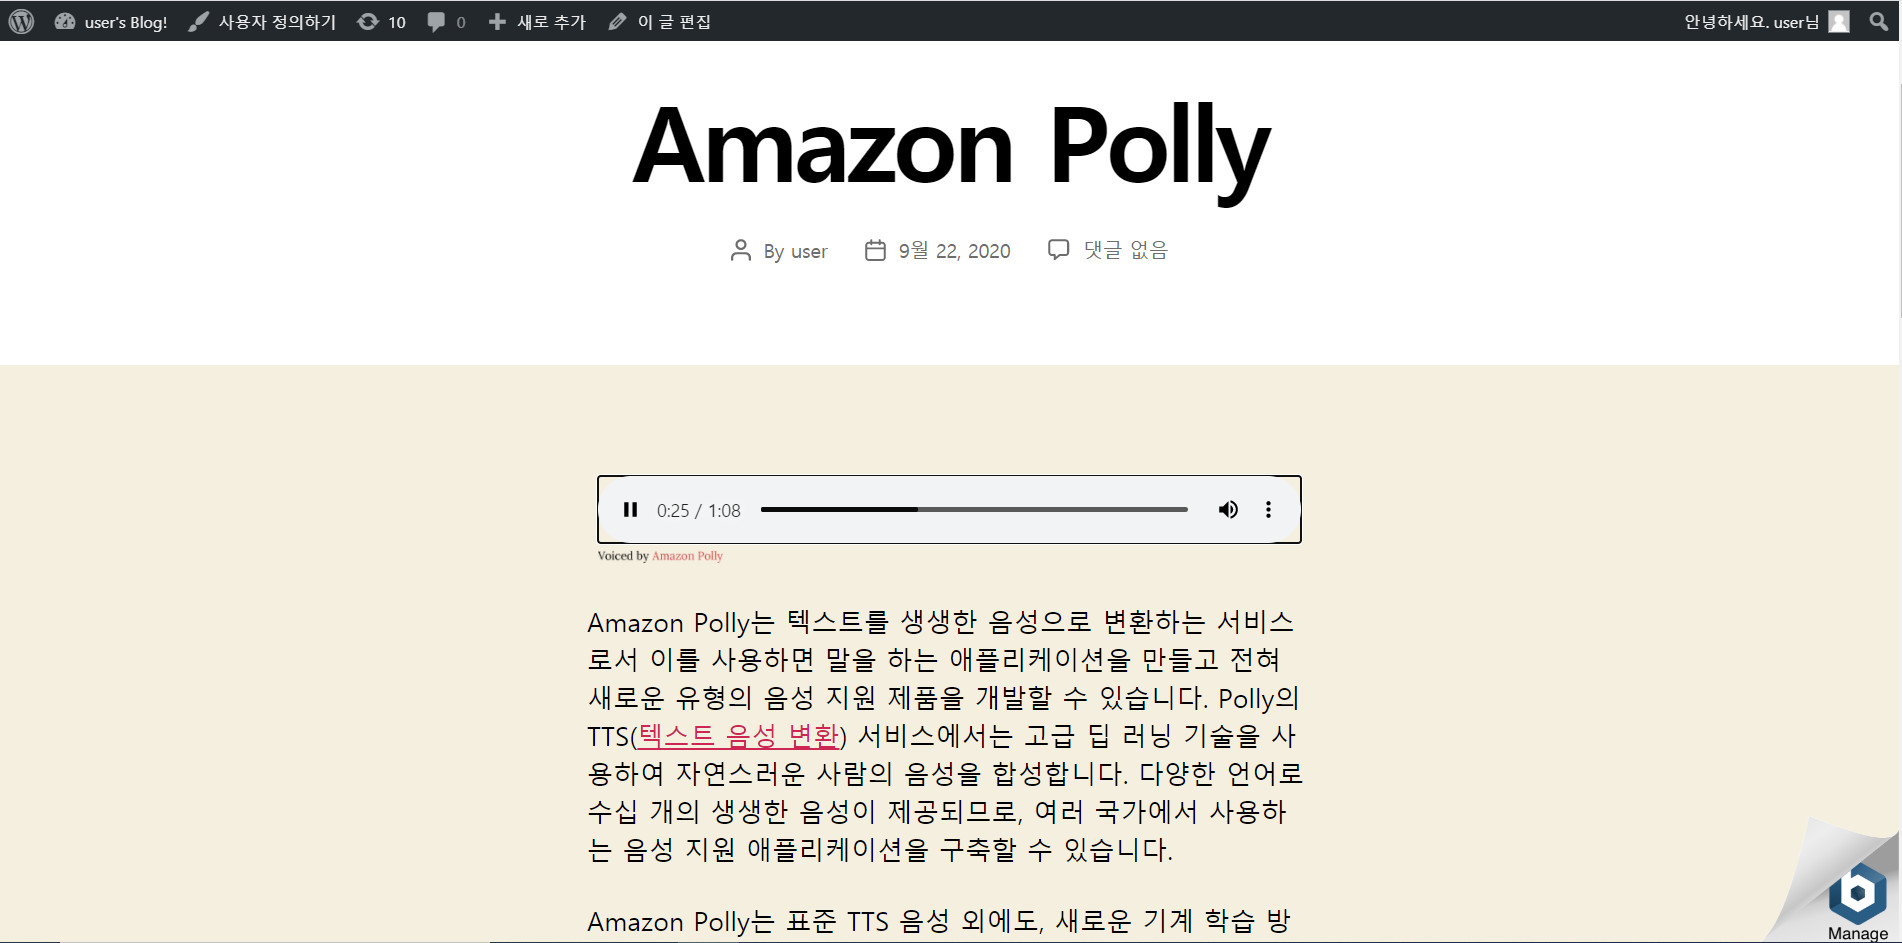 user's Blog! 사용자 정의하기 10 0 새로 추가 이 글 편집 안녕하세요. user님
Amazon Polly
By user 9월 22, 2020 댓글 없음
0:25 / 1:08
Voiced by Amazon Polly
Amazon Polly는 텍스트를 생생한 음성으로 변환하는 서비스
로서 이를 사용하면 말을 하는 애플리케이션을 만들고 전혀
새로운 유형의 음성 지원 제품을 개발할 수 있습니다. Polly의
TTS(텍스트 음성 변환) 서비스에서는 고급 딥 러닝 기술을 사
용하여 자연스러운 사람의 음성을 합성합니다. 다양한 언어로
수십 개의 생생한 음성이 제공되므로, 여러 국가에서 사용하
는 음성 지원 애플리케이션을 구축할 수 있습니다.
Amazon Polly는 표준 TTS 음성 외에도, 새로운 기계 학습 방
Manage